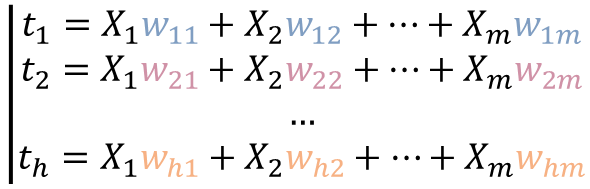 t₁ = X₁w₁₁ + X₂w₁₂ + ⋯ + Xₘw₁ₘ
t₂ = X₁w₂₁ + X₂w₂₂ + ⋯ + Xₘw₂ₘ
...
tₕ = X₁wₕ₁ + X₂wₕ₂ + ⋯ + Xₘwₕₘ